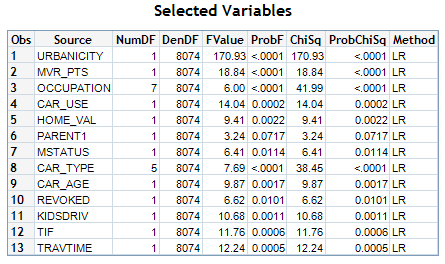 Selected Variables
Obs Source NumDF DenDF FValue ProbF ChiSq ProbChiSq Method
1 URBANICITY 1 8074 170.93 <.0001 170.93 <.0001 LR
2 MVR_PTS 1 8074 18.84 <.0001 18.84 <.0001 LR
3 OCCUPATION 7 8074 6.00 <.0001 41.99 <.0001 LR
4 CAR_USE 1 8074 14.04 0.0002 14.04 0.0002 LR
5 HOME_VAL 1 8074 9.41 0.0022 9.41 0.0022 LR
6 PARENT1 1 8074 3.24 0.0717 3.24 0.0717 LR
7 MSTATUS 1 8074 6.41 0.0114 6.41 0.0114 LR
8 CAR_TYPE 5 8074 7.69 <.0001 38.45 <.0001 LR
9 CAR_AGE 1 8074 9.87 0.0017 9.87 0.0017 LR
10 REVOKED 1 8074 6.62 0.0101 6.62 0.0101 LR
11 KIDSDRIV 1 8074 10.68 0.0011 10.68 0.0011 LR
12 TIF 1 8074 11.76 0.0006 11.76 0.0006 LR
13 TRAVTIME 1 8074 12.24 0.0005 12.24 0.0005 LR